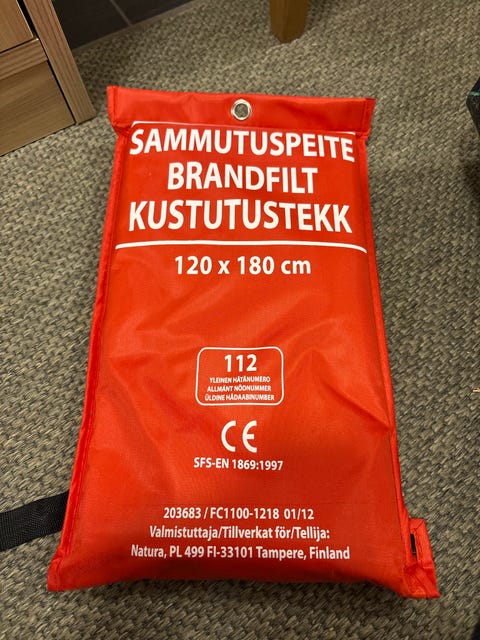 SAMMUTUSPEITE
BRANDFILT
KUSTUTUSTEKK
120 x 180 cm
112
YLEINEN HÄTÄNUMERO
ALLMÄNT NÖDNUMMER
ÜLDINE HÄDAABINUMBER
CE
SFS-EN 1869:1997
203683 / FC1100-1218 01/12
Valmistuttaja/Tillverkat för/Tellija:
Natura, PL 499 FI-33101 Tampere, Finland